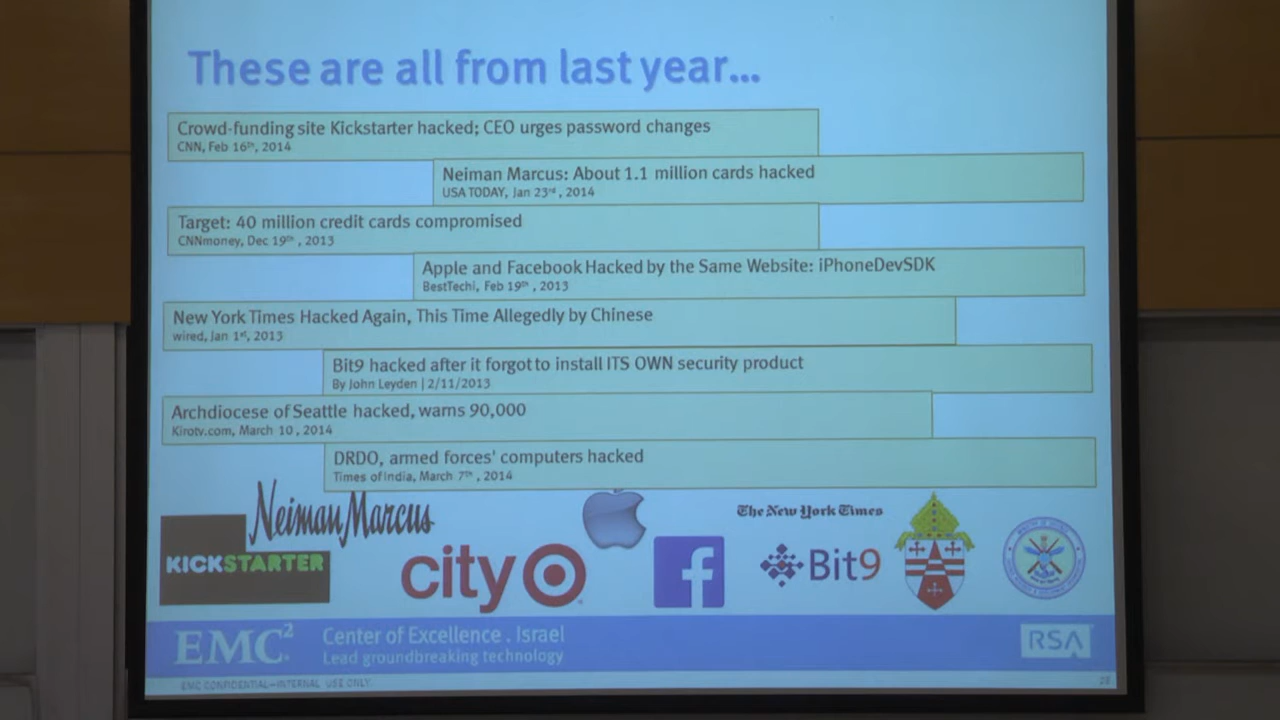 These are all from last year...
Crowd-funding site Kickstarter hacked; CEO urges password changes
CNN, Feb 16th, 2014
Neiman Marcus: About 1.1 million cards hacked
USA TODAY, Jan 23rd, 2014
Target: 40 million credit cards compromised
CNNmoney, Dec 19th, 2013
Apple and Facebook Hacked by the Same Website: iPhoneDevSDK
BestTechi, Feb 19th, 2013
New York Times Hacked Again, This Time Allegedly by Chinese
wired, Jan 1st, 2013
Bit9 hacked after it forgot to install ITS OWN security product
By John Leyden | 2/11/2013
Archdiocese of Seattle hacked, warns 90,000
Kirotv.com, March 10, 2014
DRDO, armed forces' computers hacked
Times of India, March 7th, 2014
Neiman Marcus
The New York Times
KICKSTARTER
city
Bit9
EMC²
Center of Excellence . Israel
Lead groundbreaking technology
RSA
EMC CONFIDENTIAL—INTERNAL USE ONLY.